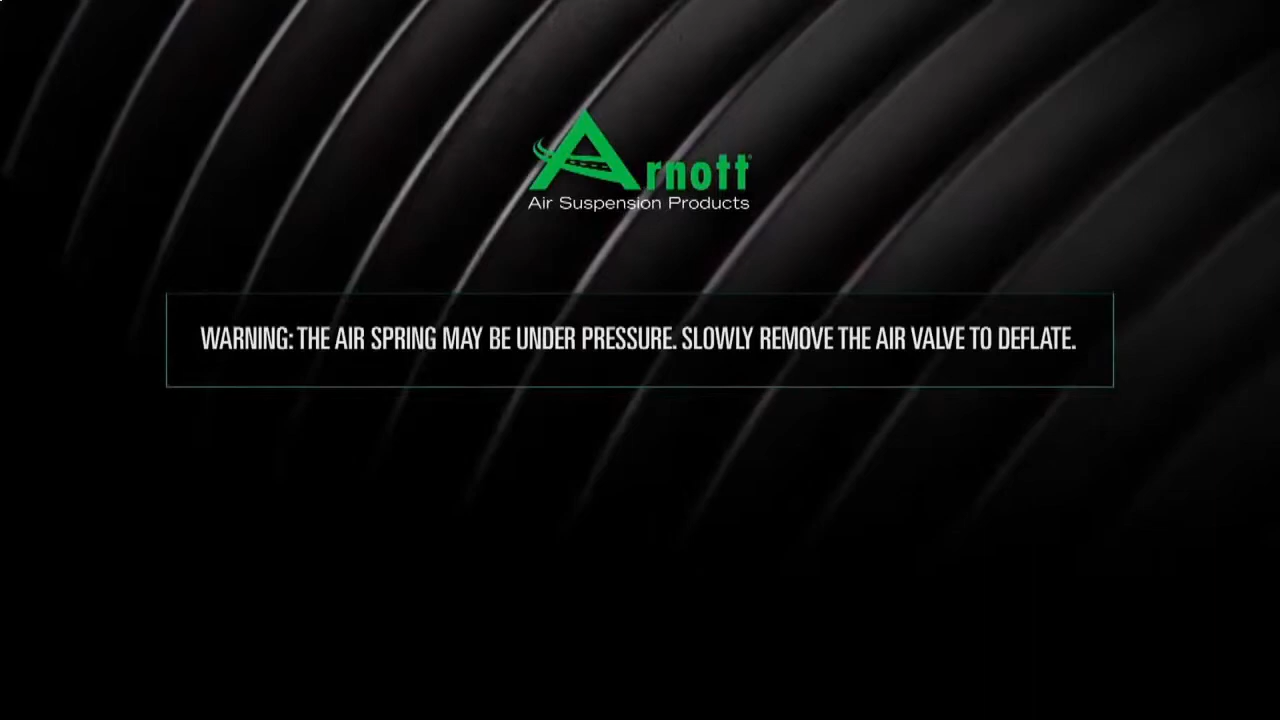 Arnott®
Air Suspension Products
WARNING: THE AIR SPRING MAY BE UNDER PRESSURE. SLOWLY REMOVE THE AIR VALVE TO DEFLATE.